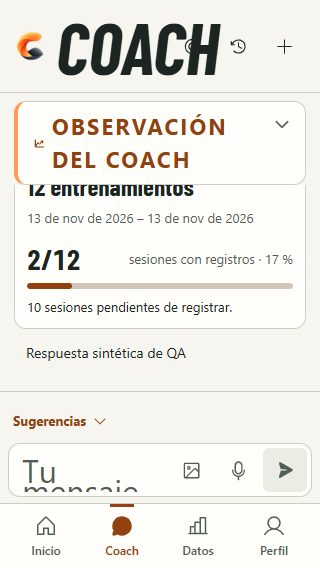 COACH
OBSERVACIÓN
DEL COACH
12 entrenamientos
13 de nov de 2026 – 13 de nov de 2026
2/12 sesiones con registros · 17 %
10 sesiones pendientes de registrar.
Respuesta sintética de QA
Sugerencias
Tu
mensaje
Inicio Coach Datos Perfil